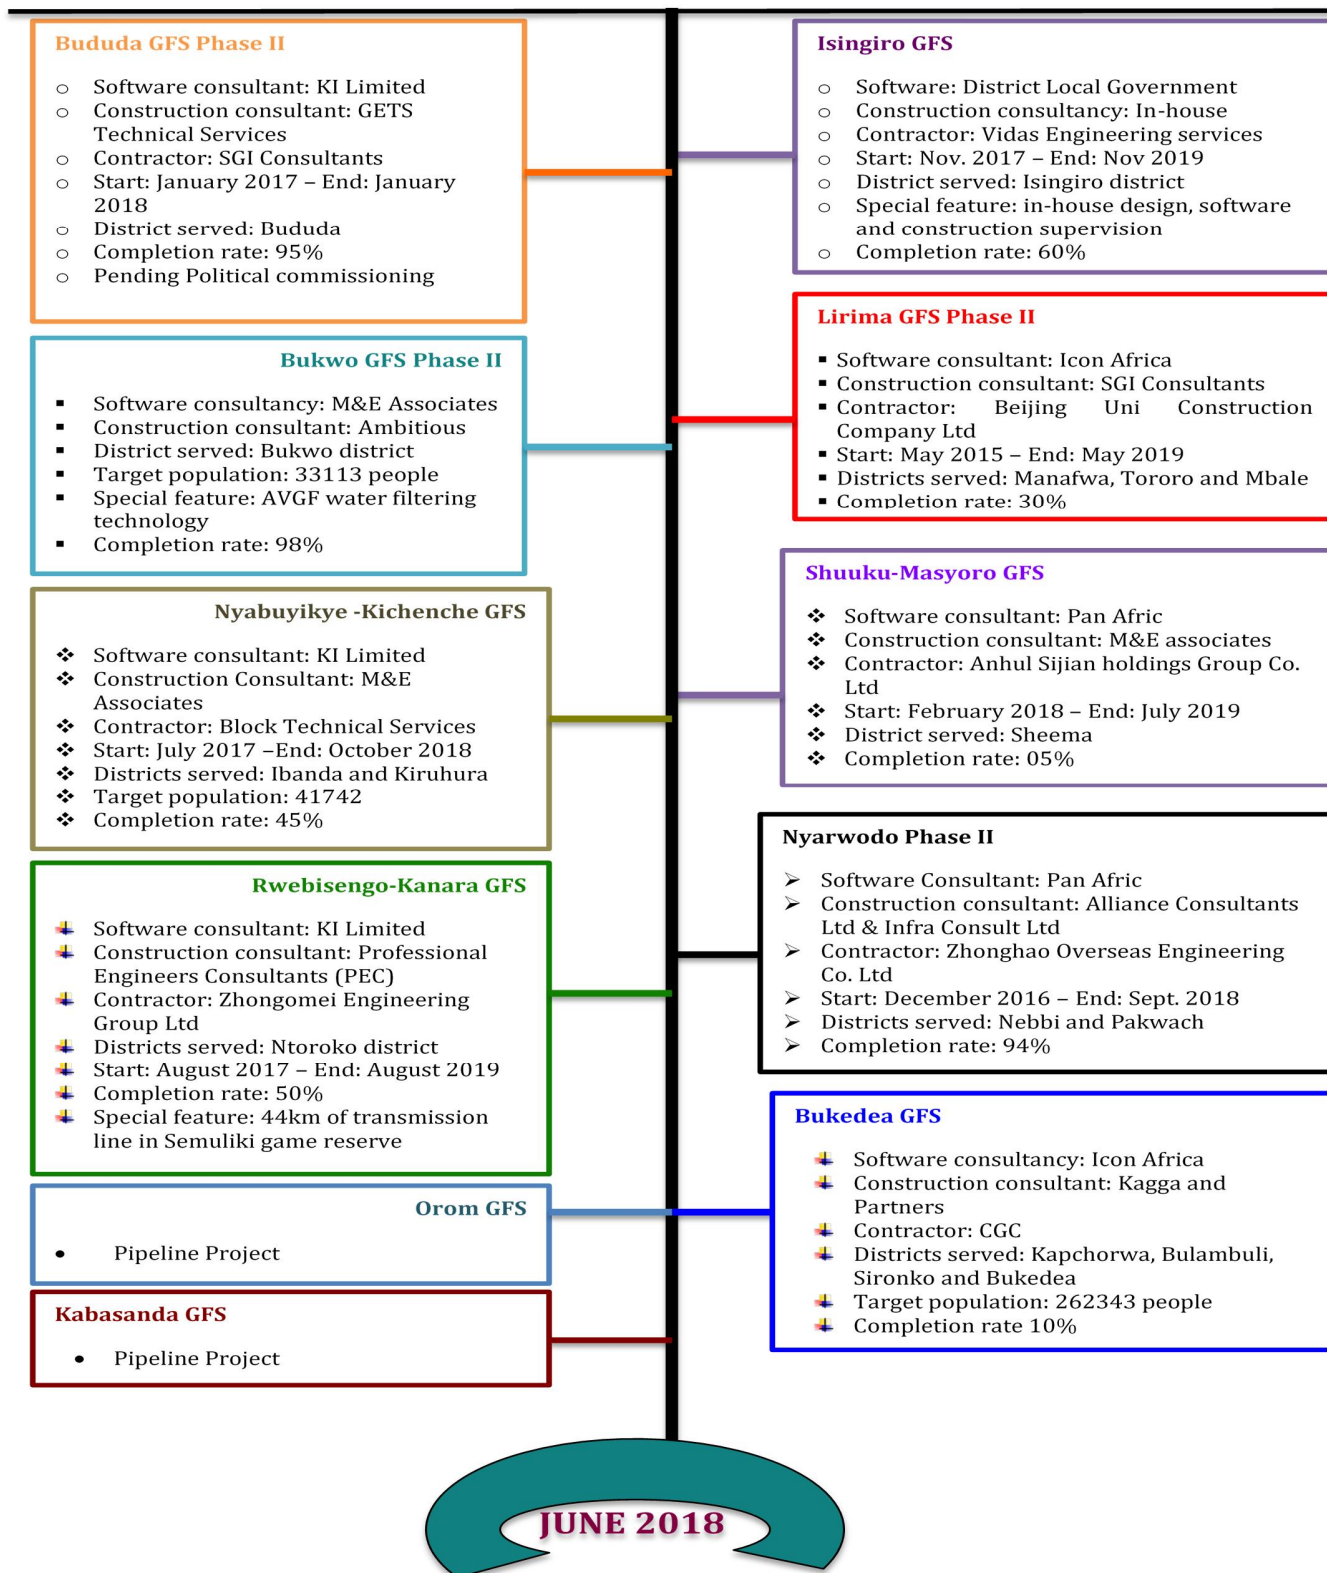 Bududa GFS Phase II
o Software consultant: KI Limited
o Construction consultant: GETS
Technical Services
o Contractor: SGI Consultants
o Start: January 2017 – End: January
2018
o District served: Bududa
o Completion rate: 95%
o Pending Political commissioning
Bukwo GFS Phase II
▪ Software consultancy: M&E Associates
▪ Construction consultant: Ambitious
▪ District served: Bukwo district
▪ Target population: 33113 people
▪ Special feature: AVGF water filtering
technology
▪ Completion rate: 98%
Nyabuyikye -Kichenche GFS
❖ Software consultant: KI Limited
❖ Construction Consultant: M&E
Associates
❖ Contractor: Block Technical Services
❖ Start: July 2017 –End: October 2018
❖ Districts served: Ibanda and Kiruhura
❖ Target population: 41742
❖ Completion rate: 45%
Rwebisengo-Kanara GFS
Software consultant: KI Limited
Construction consultant: Professional
Engineers Consultants (PEC)
Contractor: Zhongomei Engineering
Group Ltd
Districts served: Ntoroko district
Start: August 2017 – End: August 2019
Completion rate: 50%
Special feature: 44km of transmission
line in Semuliki game reserve
Orom GFS
• Pipeline Project
Kabasanda GFS
• Pipeline Project
Isingiro GFS
o Software: District Local Government
o Construction consultancy: In-house
o Contractor: Vidas Engineering services
o Start: Nov. 2017 – End: Nov 2019
o District served: Isingiro district
o Special feature: in-house design, software
and construction supervision
o Completion rate: 60%
Lirima GFS Phase II
▪ Software consultant: Icon Africa
▪ Construction consultant: SGI Consultants
▪ Contractor: Beijing Uni Construction
Company Ltd
▪ Start: May 2015 – End: May 2019
▪ Districts served: Manafwa, Tororo and Mbale
▪ Completion rate: 30%
Shuuku-Masyoro GFS
❖ Software consultant: Pan Afric
❖ Construction consultant: M&E associates
❖ Contractor: Anhul Sijian holdings Group Co.
Ltd
❖ Start: February 2018 – End: July 2019
❖ District served: Sheema
❖ Completion rate: 05%
Nyarwodo Phase II
➢ Software Consultant: Pan Afric
➢ Construction consultant: Alliance Consultants
Ltd & Infra Consult Ltd
➢ Contractor: Zhonghao Overseas Engineering
Co. Ltd
➢ Start: December 2016 – End: Sept. 2018
➢ Districts served: Nebbi and Pakwach
➢ Completion rate: 94%
Bukedea GFS
Software consultancy: Icon Africa
Construction consultant: Kagga and
Partners
Contractor: CGC
Districts served: Kapchorwa, Bulambuli,
Sironko and Bukedea
Target population: 262343 people
Completion rate 10%
JUNE 2018